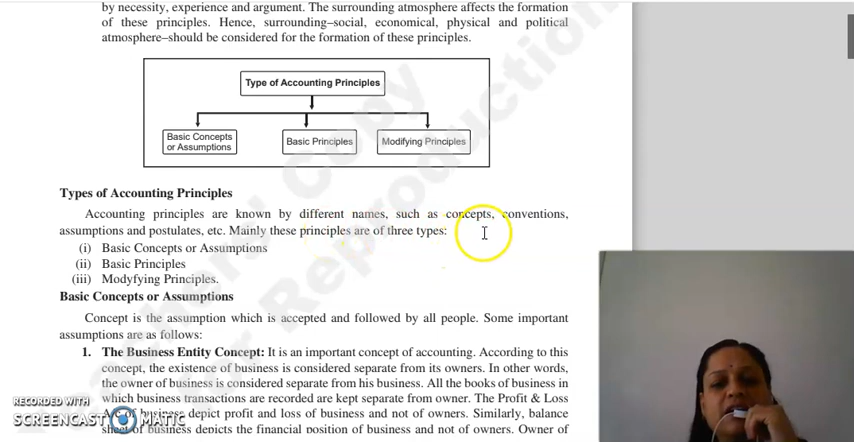 by necessity, experience and argument. The surrounding atmosphere affects the formation
of these principles. Hence, surrounding–social, economical, physical and political
atmosphere–should be considered for the formation of these principles.
Type of Accounting Principles
Basic Concepts
or Assumptions
Basic Principles
Modifying Principles
Types of Accounting Principles
Accounting principles are known by different names, such as concepts, conventions,
assumptions and postulates, etc. Mainly these principles are of three types:
(i) Basic Concepts or Assumptions
(ii) Basic Principles
(iii) Modyfying Principles.
Basic Concepts or Assumptions
Concept is the assumption which is accepted and followed by all people. Some important
assumptions are as follows:
1. The Business Entity Concept: It is an important concept of accounting. According to this
concept, the existence of business is considered separate from its owners. In other words,
the owner of business is considered separate from his business. All the books of business in
which business transactions are recorded are kept separate from owner. The Profit & Loss
A/c of business depict profit and loss of business and not of owners. Similarly, balance
sheet of business depicts the financial position of business and not of owners. Owner of
RECORDED WITH
SCREENCAST MATIC
Copy
Reproduction